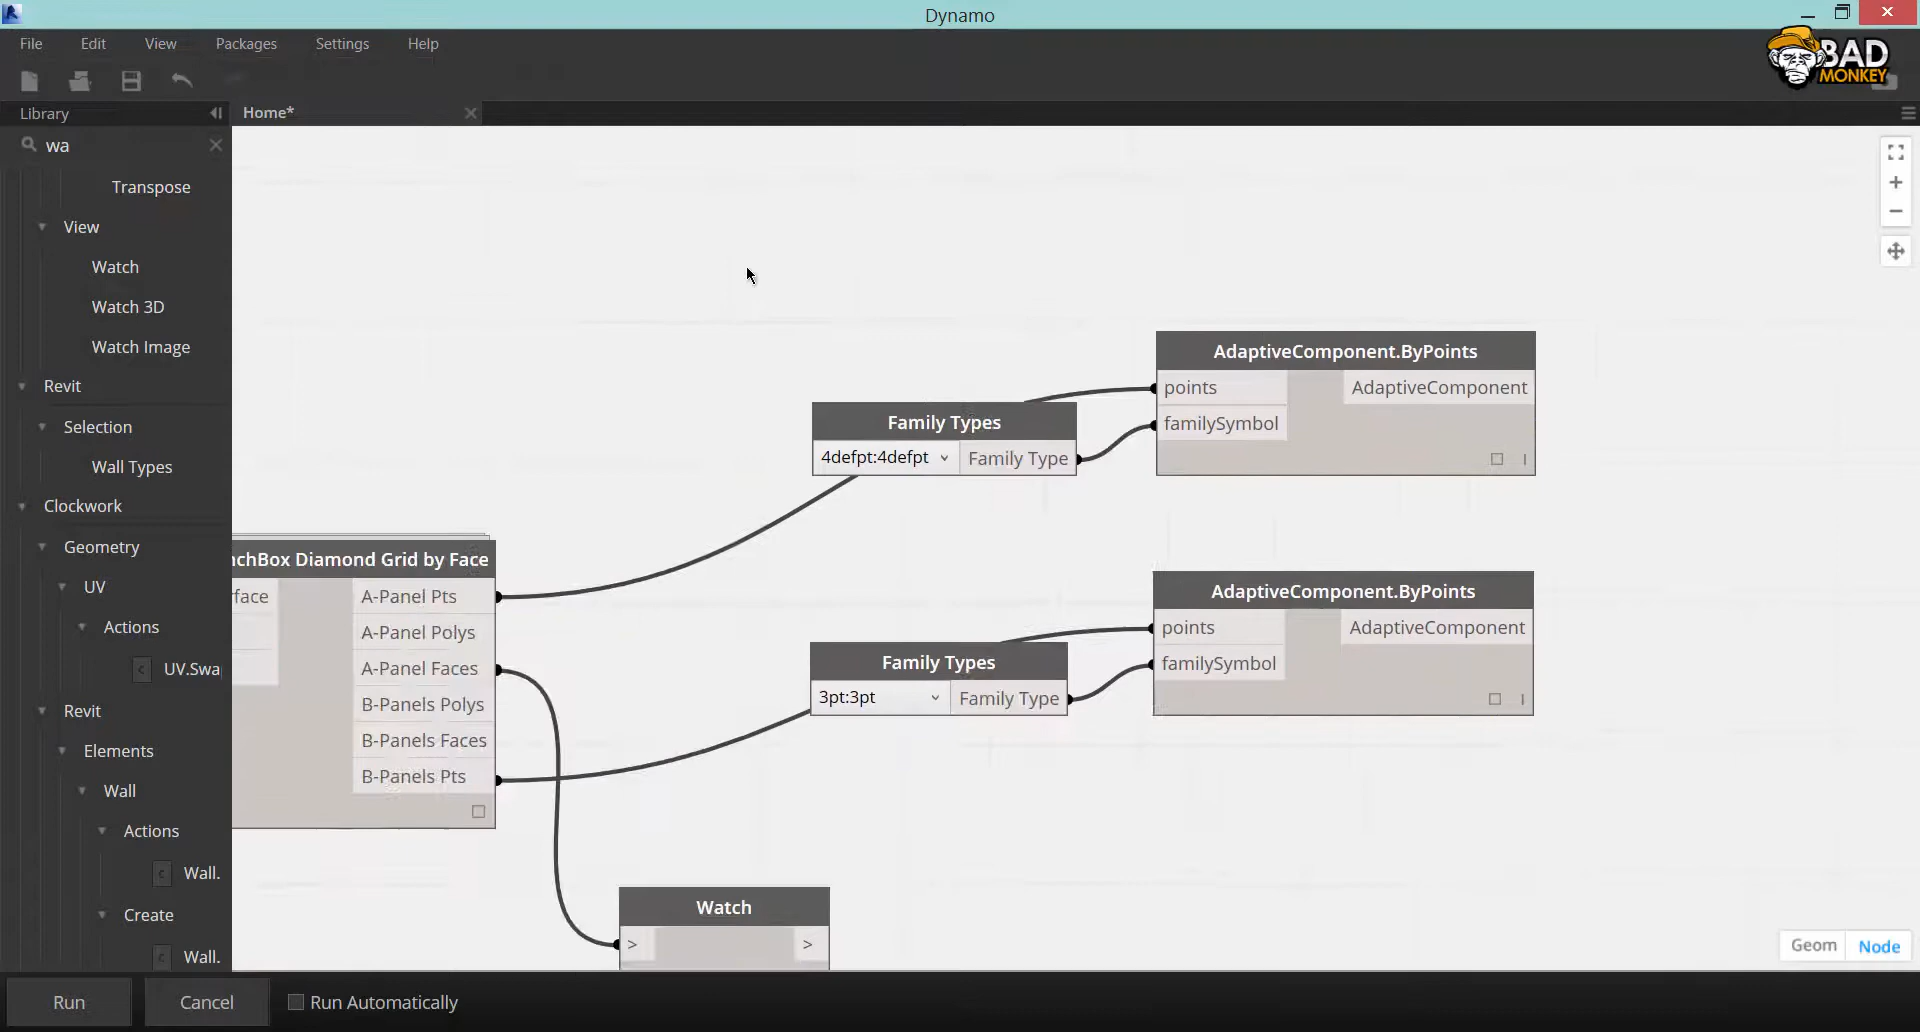 Dynamo
File Edit View Packages Settings Help
BAD
MONKEY
Library
Home*
wa
Transpose
View
Watch
Watch 3D
Watch Image
Revit
Selection
Wall Types
Clockwork
Geometry
UV
Actions
UV.Swa
Revit
Elements
Wall
Actions
Wall.
Create
Wall.
nchBox Diamond Grid by Face
face
A-Panel Pts
A-Panel Polys
A-Panel Faces
B-Panels Polys
B-Panels Faces
B-Panels Pts
Family Types
4defpt:4defpt Family Type
AdaptiveComponent.ByPoints
points AdaptiveComponent
familySymbol
Family Types
3pt:3pt Family Type
AdaptiveComponent.ByPoints
points AdaptiveComponent
familySymbol
Watch
> >
Geom Node
Run Cancel Run Automatically